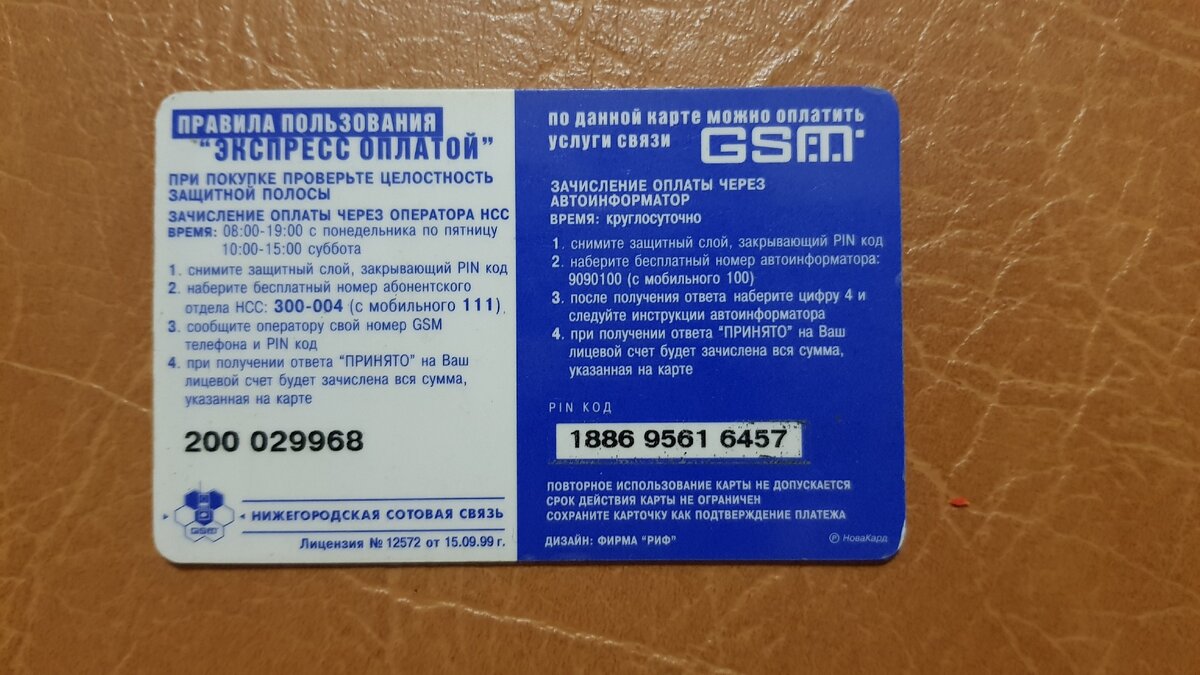 ПРАВИЛА ПОЛЬЗОВАНИЯ
"ЭКСПРЕСС ОПЛАТОЙ"
ПРИ ПОКУПКЕ ПРОВЕРЬТЕ ЦЕЛОСТНОСТЬ
ЗАЩИТНОЙ ПОЛОСЫ
ЗАЧИСЛЕНИЕ ОПЛАТЫ ЧЕРЕЗ ОПЕРАТОРА НСС
ВРЕМЯ: 08:00-19:00 с понедельника по пятницу
10:00-15:00 суббота
1. снимите защитный слой, закрывающий PIN код
2. наберите бесплатный номер абонентского
отдела НСС: 300-004 (с мобильного 111),
3. сообщите оператору свой номер GSM
телефона и PIN код
4. при получении ответа "ПРИНЯТО" на Ваш
лицевой счет будет зачислена вся сумма,
указанная на карте
200 029968
GSM
НИЖЕГОРОДСКАЯ СОТОВАЯ СВЯЗЬ
Лицензия № 12572 от 15.09.99 г.
по данной карте можно оплатить
услуги связи GSM
ЗАЧИСЛЕНИЕ ОПЛАТЫ ЧЕРЕЗ
АВТОИНФОРМАТОР
ВРЕМЯ: круглосуточно
1. снимите защитный слой, закрывающий PIN код
2. наберите бесплатный номер автоинформатора:
9090100 (с мобильного 100)
3. после получения ответа наберите цифру 4 и
следуйте инструкции автоинформатора
4. при получении ответа "ПРИНЯТО" на Ваш
лицевой счет будет зачислена вся сумма,
указанная на карте
PIN КОД
1886 9561 6457
ПОВТОРНОЕ ИСПОЛЬЗОВАНИЕ КАРТЫ НЕ ДОПУСКАЕТСЯ
СРОК ДЕЙСТВИЯ КАРТЫ НЕ ОГРАНИЧЕН
СОХРАНИТЕ КАРТОЧКУ КАК ПОДТВЕРЖДЕНИЕ ПЛАТЕЖА
ДИЗАЙН: ФИРМА "РИФ"
Ⓟ НоваКард